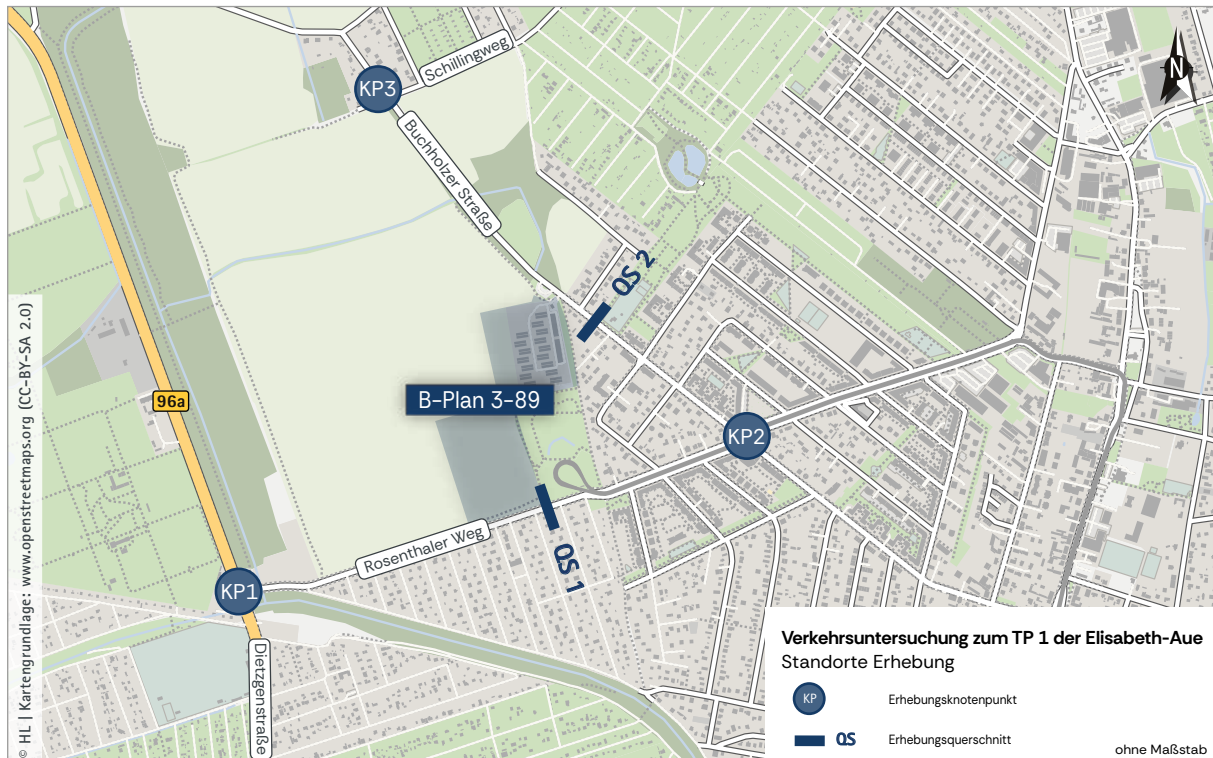 KP3
Schillingweg
N
Buchholzer Straße
QS 2
B-Plan 3-89
96a
KP2
QS 1
Rosenthaler Weg
KP1
Dietzgenstraße
© HL | Kartengrundlage: www.openstreetmaps.org (CC-BY-SA 2.0)
Verkehrsuntersuchung zum TP 1 der Elisabeth-Aue
Standorte Erhebung
KP Erhebungsknotenpunkt
QS Erhebungsquerschnitt
ohne Maßstab